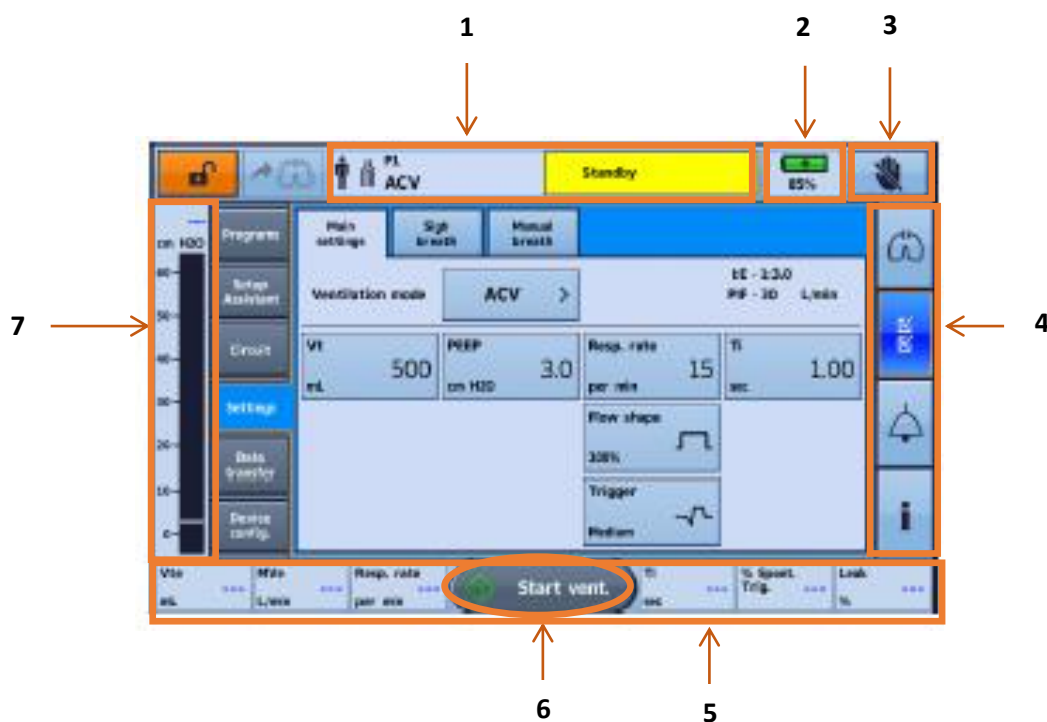 1
2
3
P1
ACV
Standby
85%
cm H2O
Programs
Main
settings
Sigh
breath
Manual
breath
Setup
Assistant
Ventilation mode
ACV
I:E - 1:3.0
PIF - 30 L/min
7
4
Circuit
Vt
500
mL
PEEP
3.0
cm H2O
Resp. rate
15
per min
Ti
1.00
sec
Settings
Flow shape
100%
Data
transfer
Trigger
Medium
Device
config.
60
50
40
30
20
10
0
Vte
mL
---
MVe
L/min
---
Resp. rate
per min
---
Start vent.
Ti
sec
---
% Spont.
Trig.
---
Leak
%
---
6
5